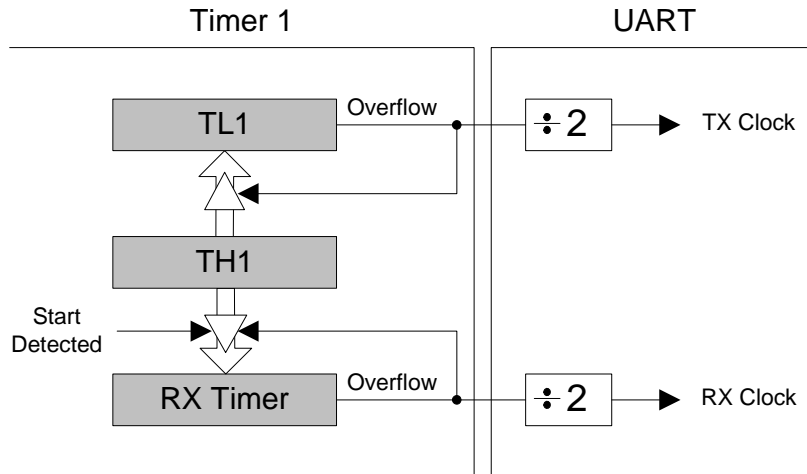 Timer 1
UART
TL1
Overflow
÷ 2
TX Clock
TH1
Start
Detected
RX Timer
Overflow
÷ 2
RX Clock